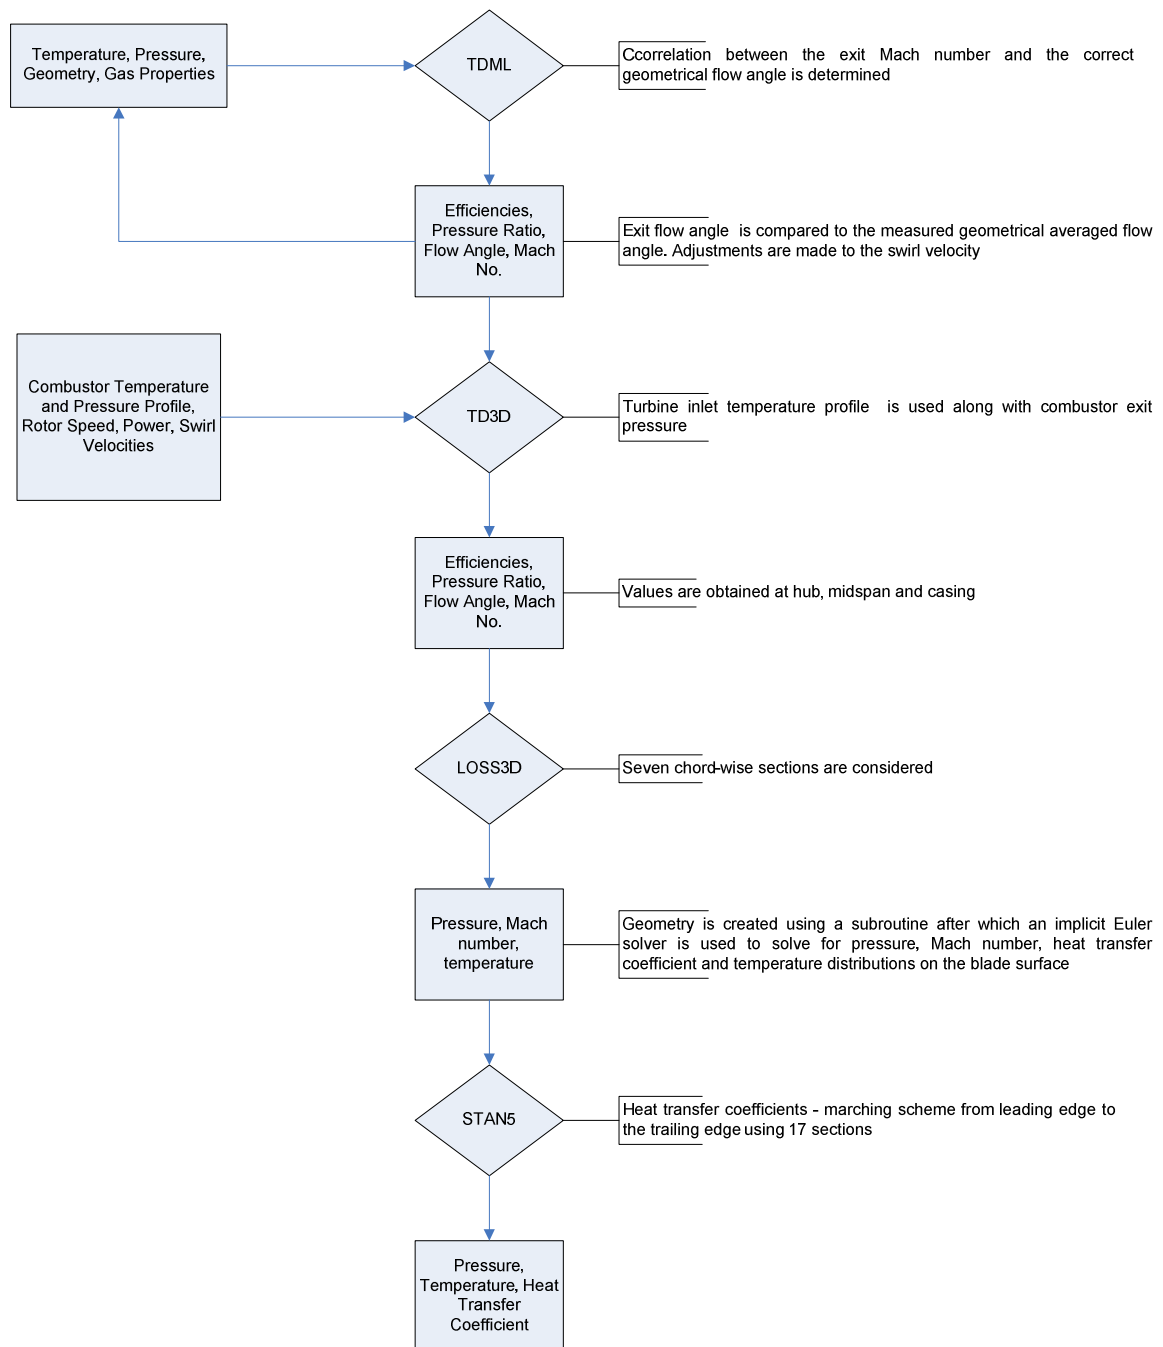 Temperature, Pressure,
Geometry, Gas Properties
TDML
Ccorrelation between the exit Mach number and the correct
geometrical flow angle is determined
Efficiencies,
Pressure Ratio,
Flow Angle, Mach
No.
Exit flow angle is compared to the measured geometrical averaged flow
angle. Adjustments are made to the swirl velocity
Combustor Temperature
and Pressure Profile,
Rotor Speed, Power, Swirl
Velocities
TD3D
Turbine inlet temperature profile is used along with combustor exit
pressure
Efficiencies,
Pressure Ratio,
Flow Angle, Mach
No.
Values are obtained at hub, midspan and casing
LOSS3D
Seven chord-wise sections are considered
Pressure, Mach
number,
temperature
Geometry is created using a subroutine after which an implicit Euler
solver is used to solve for pressure, Mach number, heat transfer
coefficient and temperature distributions on the blade surface
STAN5
Heat transfer coefficients - marching scheme from leading edge to
the trailing edge using 17 sections
Pressure,
Temperature, Heat
Transfer
Coefficient